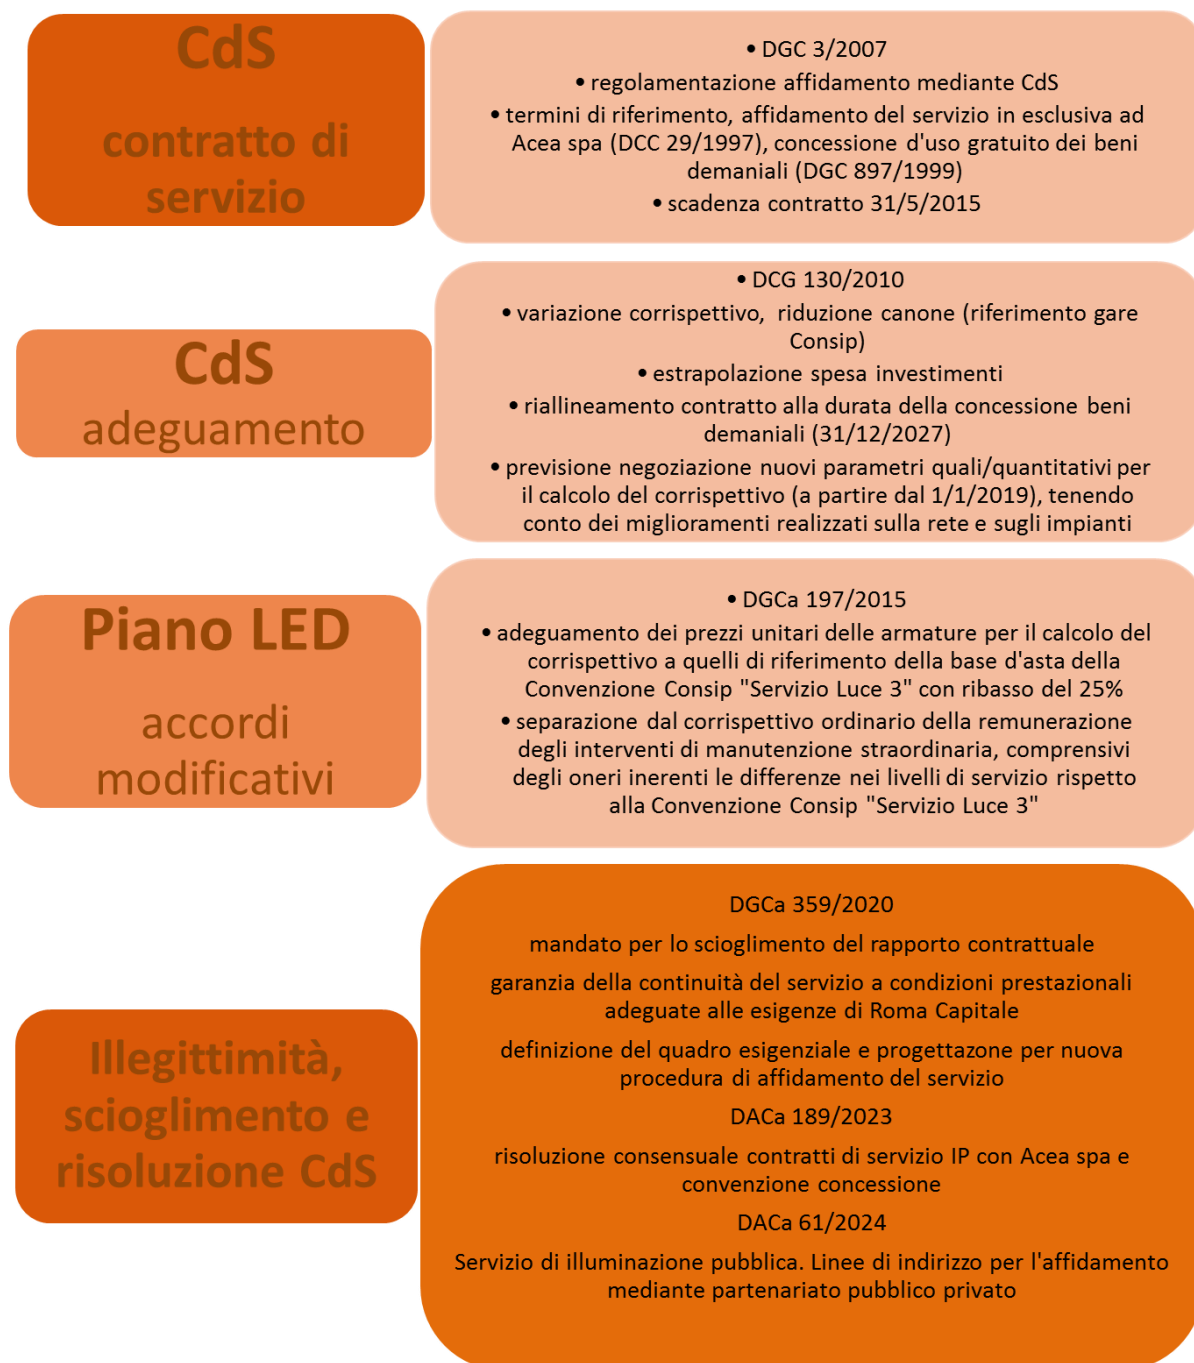 CdS
contratto di
servizio
• DGC 3/2007
• regolamentazione affidamento mediante CdS
• termini di riferimento, affidamento del servizio in esclusiva ad
Acea spa (DCC 29/1997), concessione d'uso gratuito dei beni
demaniali (DGC 897/1999)
• scadenza contratto 31/5/2015
CdS
adeguamento
• DCG 130/2010
• variazione corrispettivo, riduzione canone (riferimento gare
Consip)
• estrapolazione spesa investimenti
• riallineamento contratto alla durata della concessione beni
demaniali (31/12/2027)
• previsione negoziazione nuovi parametri quali/quantitativi per
il calcolo del corrispettivo (a partire dal 1/1/2019), tenendo
conto dei miglioramenti realizzati sulla rete e sugli impianti
Piano LED
accordi
modificativi
• DGCa 197/2015
• adeguamento dei prezzi unitari delle armature per il calcolo del
corrispettivo a quelli di riferimento della base d'asta della
Convenzione Consip "Servizio Luce 3" con ribasso del 25%
• separazione dal corrispettivo ordinario della remunerazione
degli interventi di manutenzione straordinaria, comprensivi
degli oneri inerenti le differenze nei livelli di servizio rispetto
alla Convenzione Consip "Servizio Luce 3"
Illegittimità,
scioglimento e
risoluzione CdS
DGCa 359/2020
mandato per lo scioglimento del rapporto contrattuale
garanzia della continuità del servizio a condizioni prestazionali
adeguate alle esigenze di Roma Capitale
definizione del quadro esigenziale e progettazone per nuova
procedura di affidamento del servizio
DACa 189/2023
risoluzione consensuale contratti di servizio IP con Acea spa e
convenzione concessione
DACa 61/2024
Servizio di illuminazione pubblica. Linee di indirizzo per l'affidamento
mediante partenariato pubblico privato